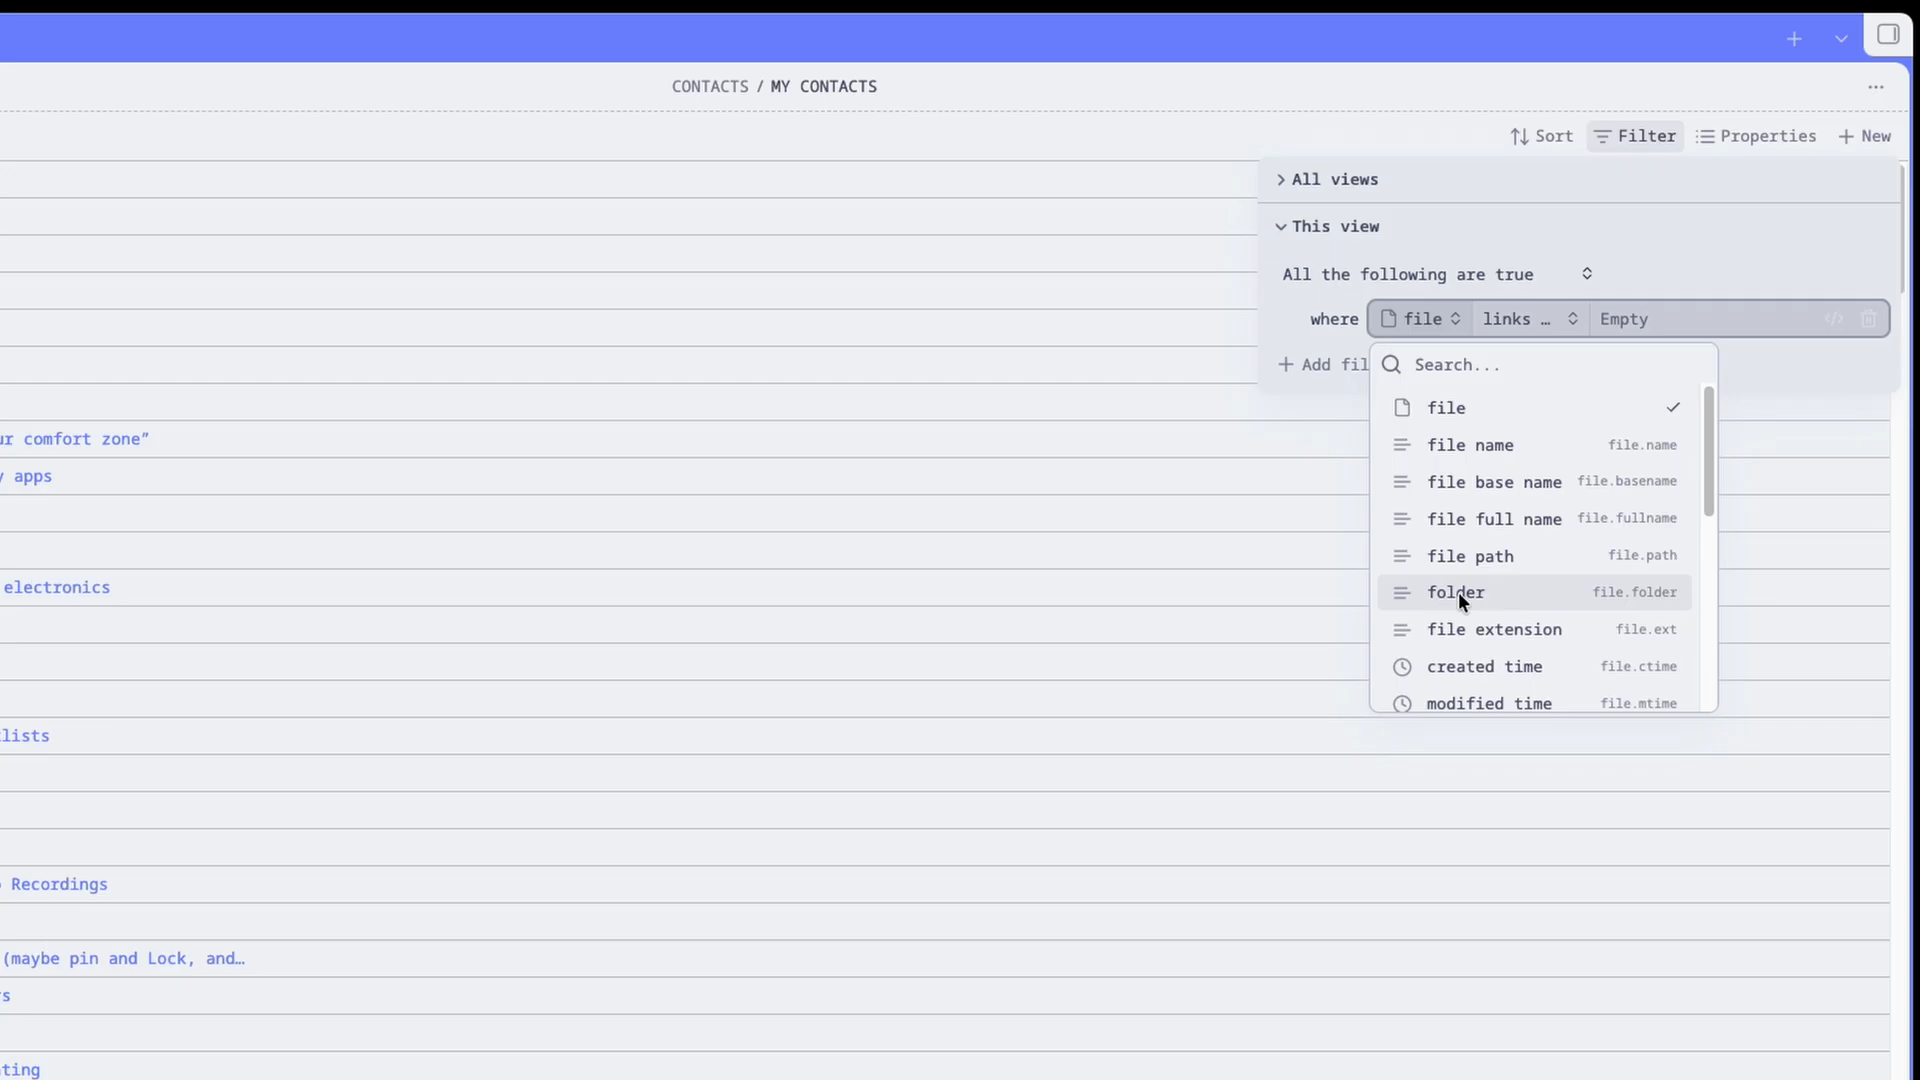 CONTACTS / MY CONTACTS
Sort Filter Properties New
All views
This view
All the following are true
where file links … Empty
Add fil
Search...
file
file name file.name
file base name file.basename
file full name file.fullname
file path file.path
folder file.folder
file extension file.ext
created time file.ctime
modified time file.mtime
ur comfort zone”
y apps
electronics
lists
Recordings
(maybe pin and Lock, and…
rs
ating